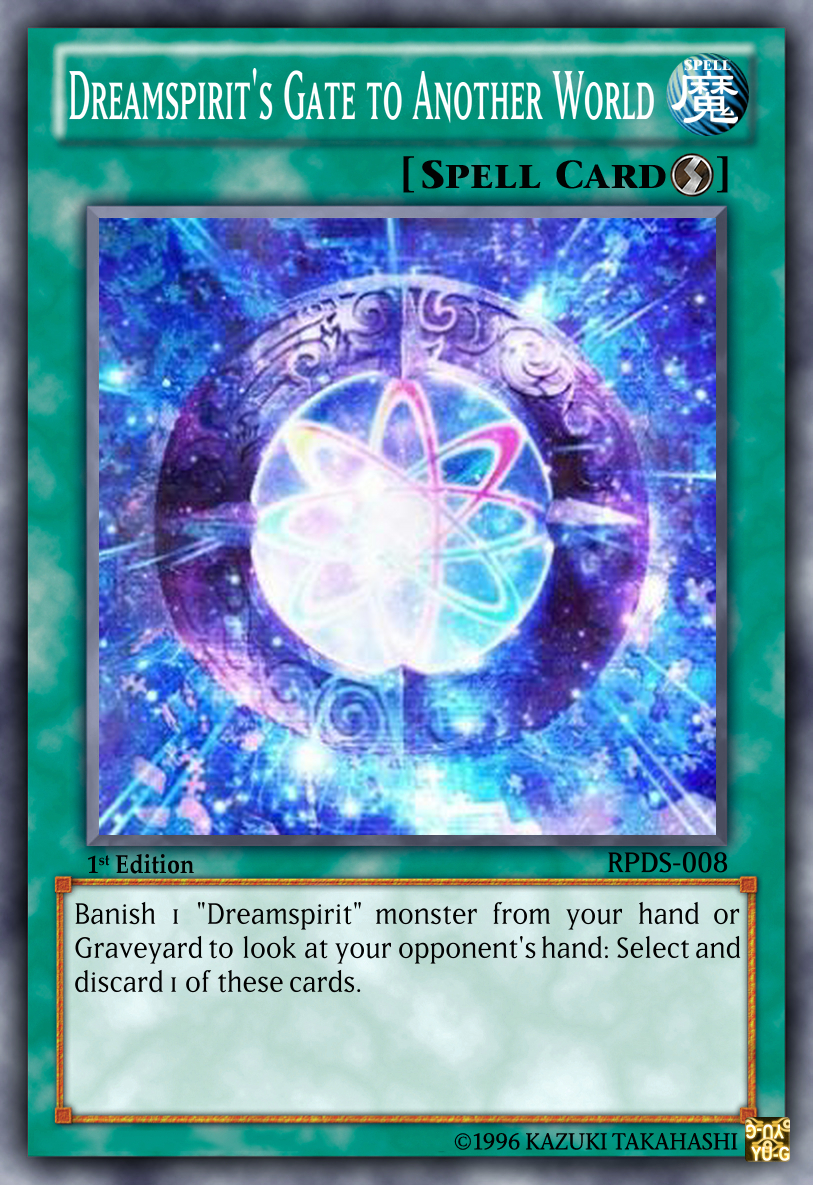 Dreamspirit's Gate to Another World
SPELL
魔
[Spell Card]
1st Edition
RPDS-008
Banish 1 "Dreamspirit" monster from your hand or
Graveyard to look at your opponent's hand: Select and
discard 1 of these cards.
©1996 KAZUKI TAKAHASHI